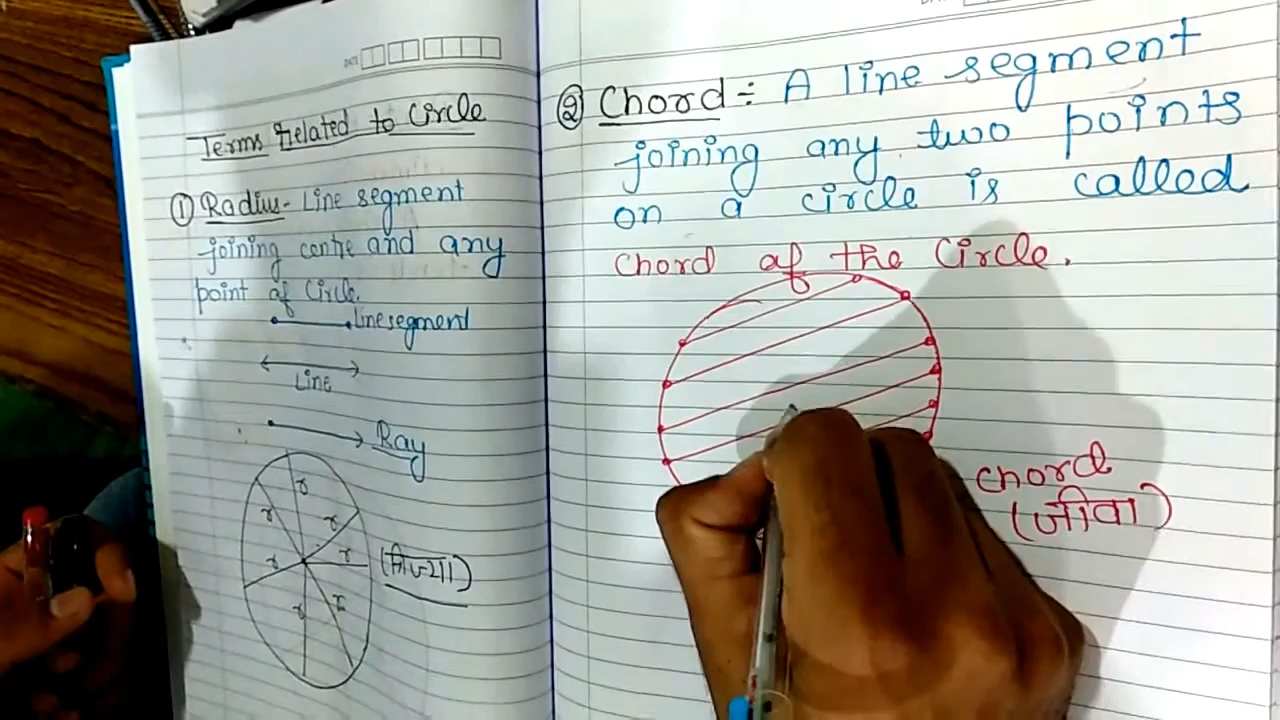 DATE
Terms Related to Circle
① Radius- Line segment
joining centre and any
point of Circle.
Line segment
Line
Ray
r
r
r
r
r
r
r
(त्रिज्या)
② Chord :- A line segment
joining any two points
on a circle is called
Chord of the Circle.
Chord
(जीवा)